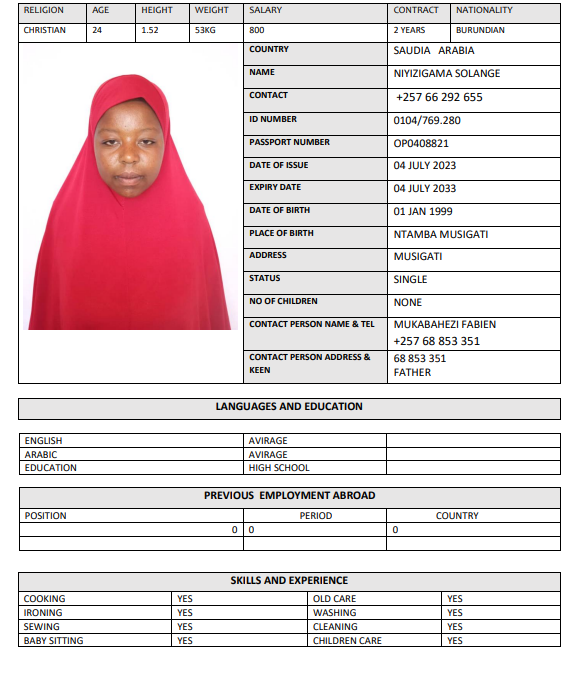 RELIGION AGE HEIGHT WEIGHT SALARY CONTRACT NATIONALITY
CHRISTIAN 24 1.52 53KG 800 2 YEARS BURUNDIAN
COUNTRY SAUDIA ARABIA
NAME NIYIZIGAMA SOLANGE
CONTACT +257 66 292 655
ID NUMBER 0104/769.280
PASSPORT NUMBER OP0408821
DATE OF ISSUE 04 JULY 2023
EXPIRY DATE 04 JULY 2033
DATE OF BIRTH 01 JAN 1999
PLACE OF BIRTH NTAMBA MUSIGATI
ADDRESS MUSIGATI
STATUS SINGLE
NO OF CHILDREN NONE
CONTACT PERSON NAME & TEL MUKABAHEZI FABIEN
+257 68 853 351
CONTACT PERSON ADDRESS & 68 853 351
KEEN FATHER
LANGUAGES AND EDUCATION
ENGLISH AVIRAGE
ARABIC AVIRAGE
EDUCATION HIGH SCHOOL
PREVIOUS EMPLOYMENT ABROAD
POSITION PERIOD COUNTRY
0 0 0
SKILLS AND EXPERIENCE
COOKING YES OLD CARE YES
IRONING YES WASHING YES
SEWING YES CLEANING YES
BABY SITTING YES CHILDREN CARE YES